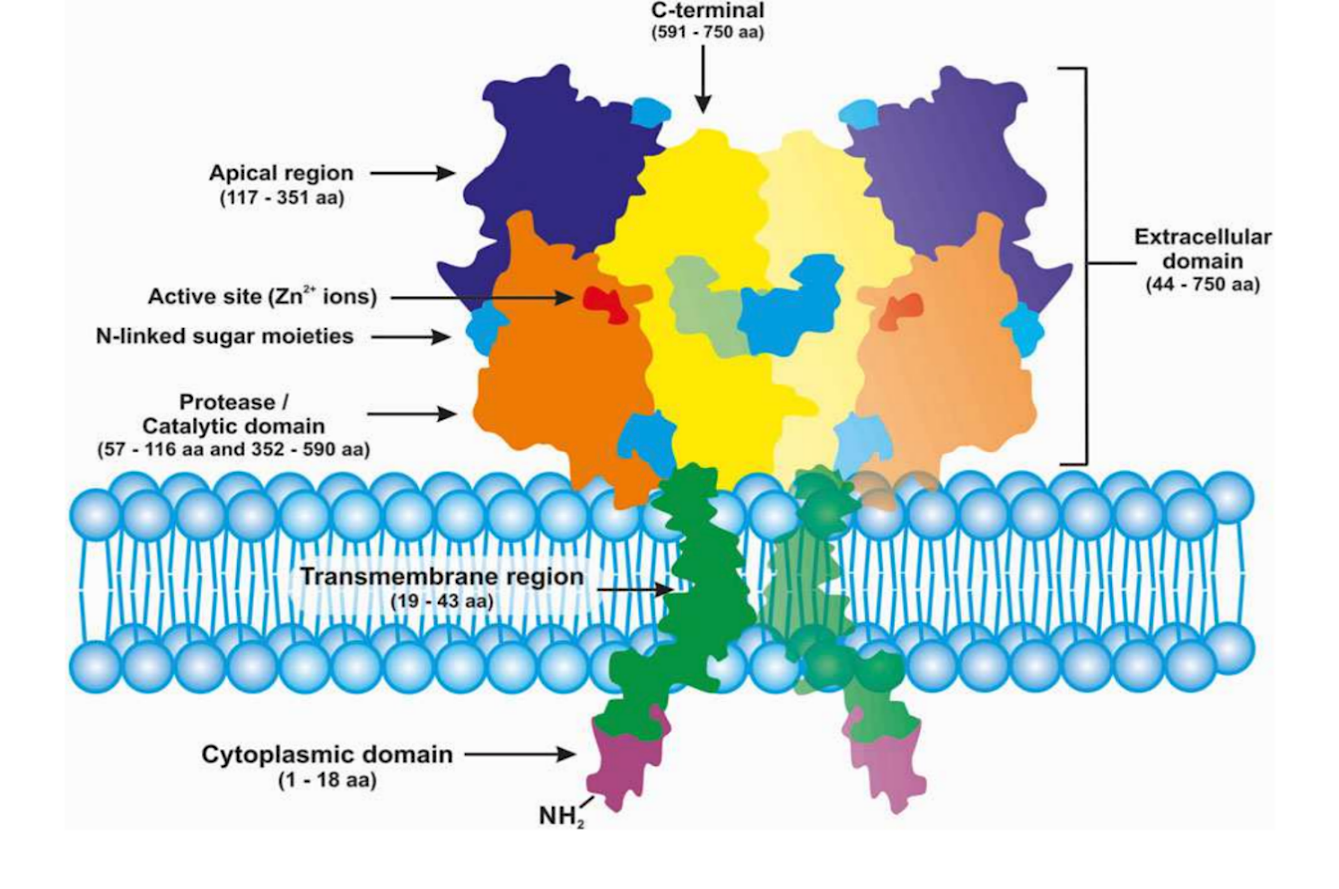 C-terminal
(591 - 750 aa)
Apical region
(117 - 351 aa)
Extracellular
domain
(44 - 750 aa)
Active site (Zn²⁺ ions)
N-linked sugar moieties
Protease /
Catalytic domain
(57 - 116 aa and 352 - 590 aa)
Transmembrane region
(19 - 43 aa)
Cytoplasmic domain
(1 - 18 aa)
NH₂